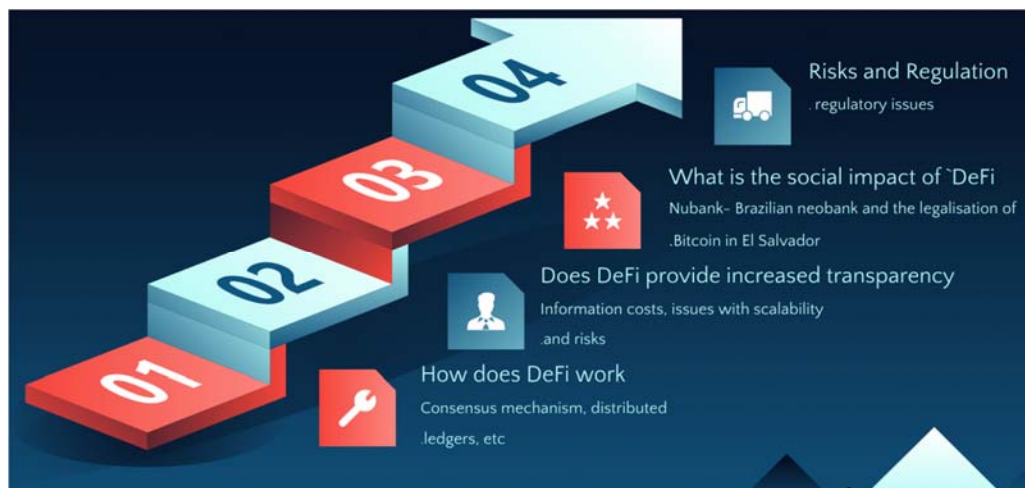 04
Risks and Regulation
. regulatory issues
03
What is the social impact of `DeFi
Nubank- Brazilian neobank and the legalisation of
.Bitcoin in El Salvador
02
Does DeFi provide increased transparency
Information costs, issues with scalability
.and risks
01
How does DeFi work
Consensus mechanism, distributed
.ledgers, etc